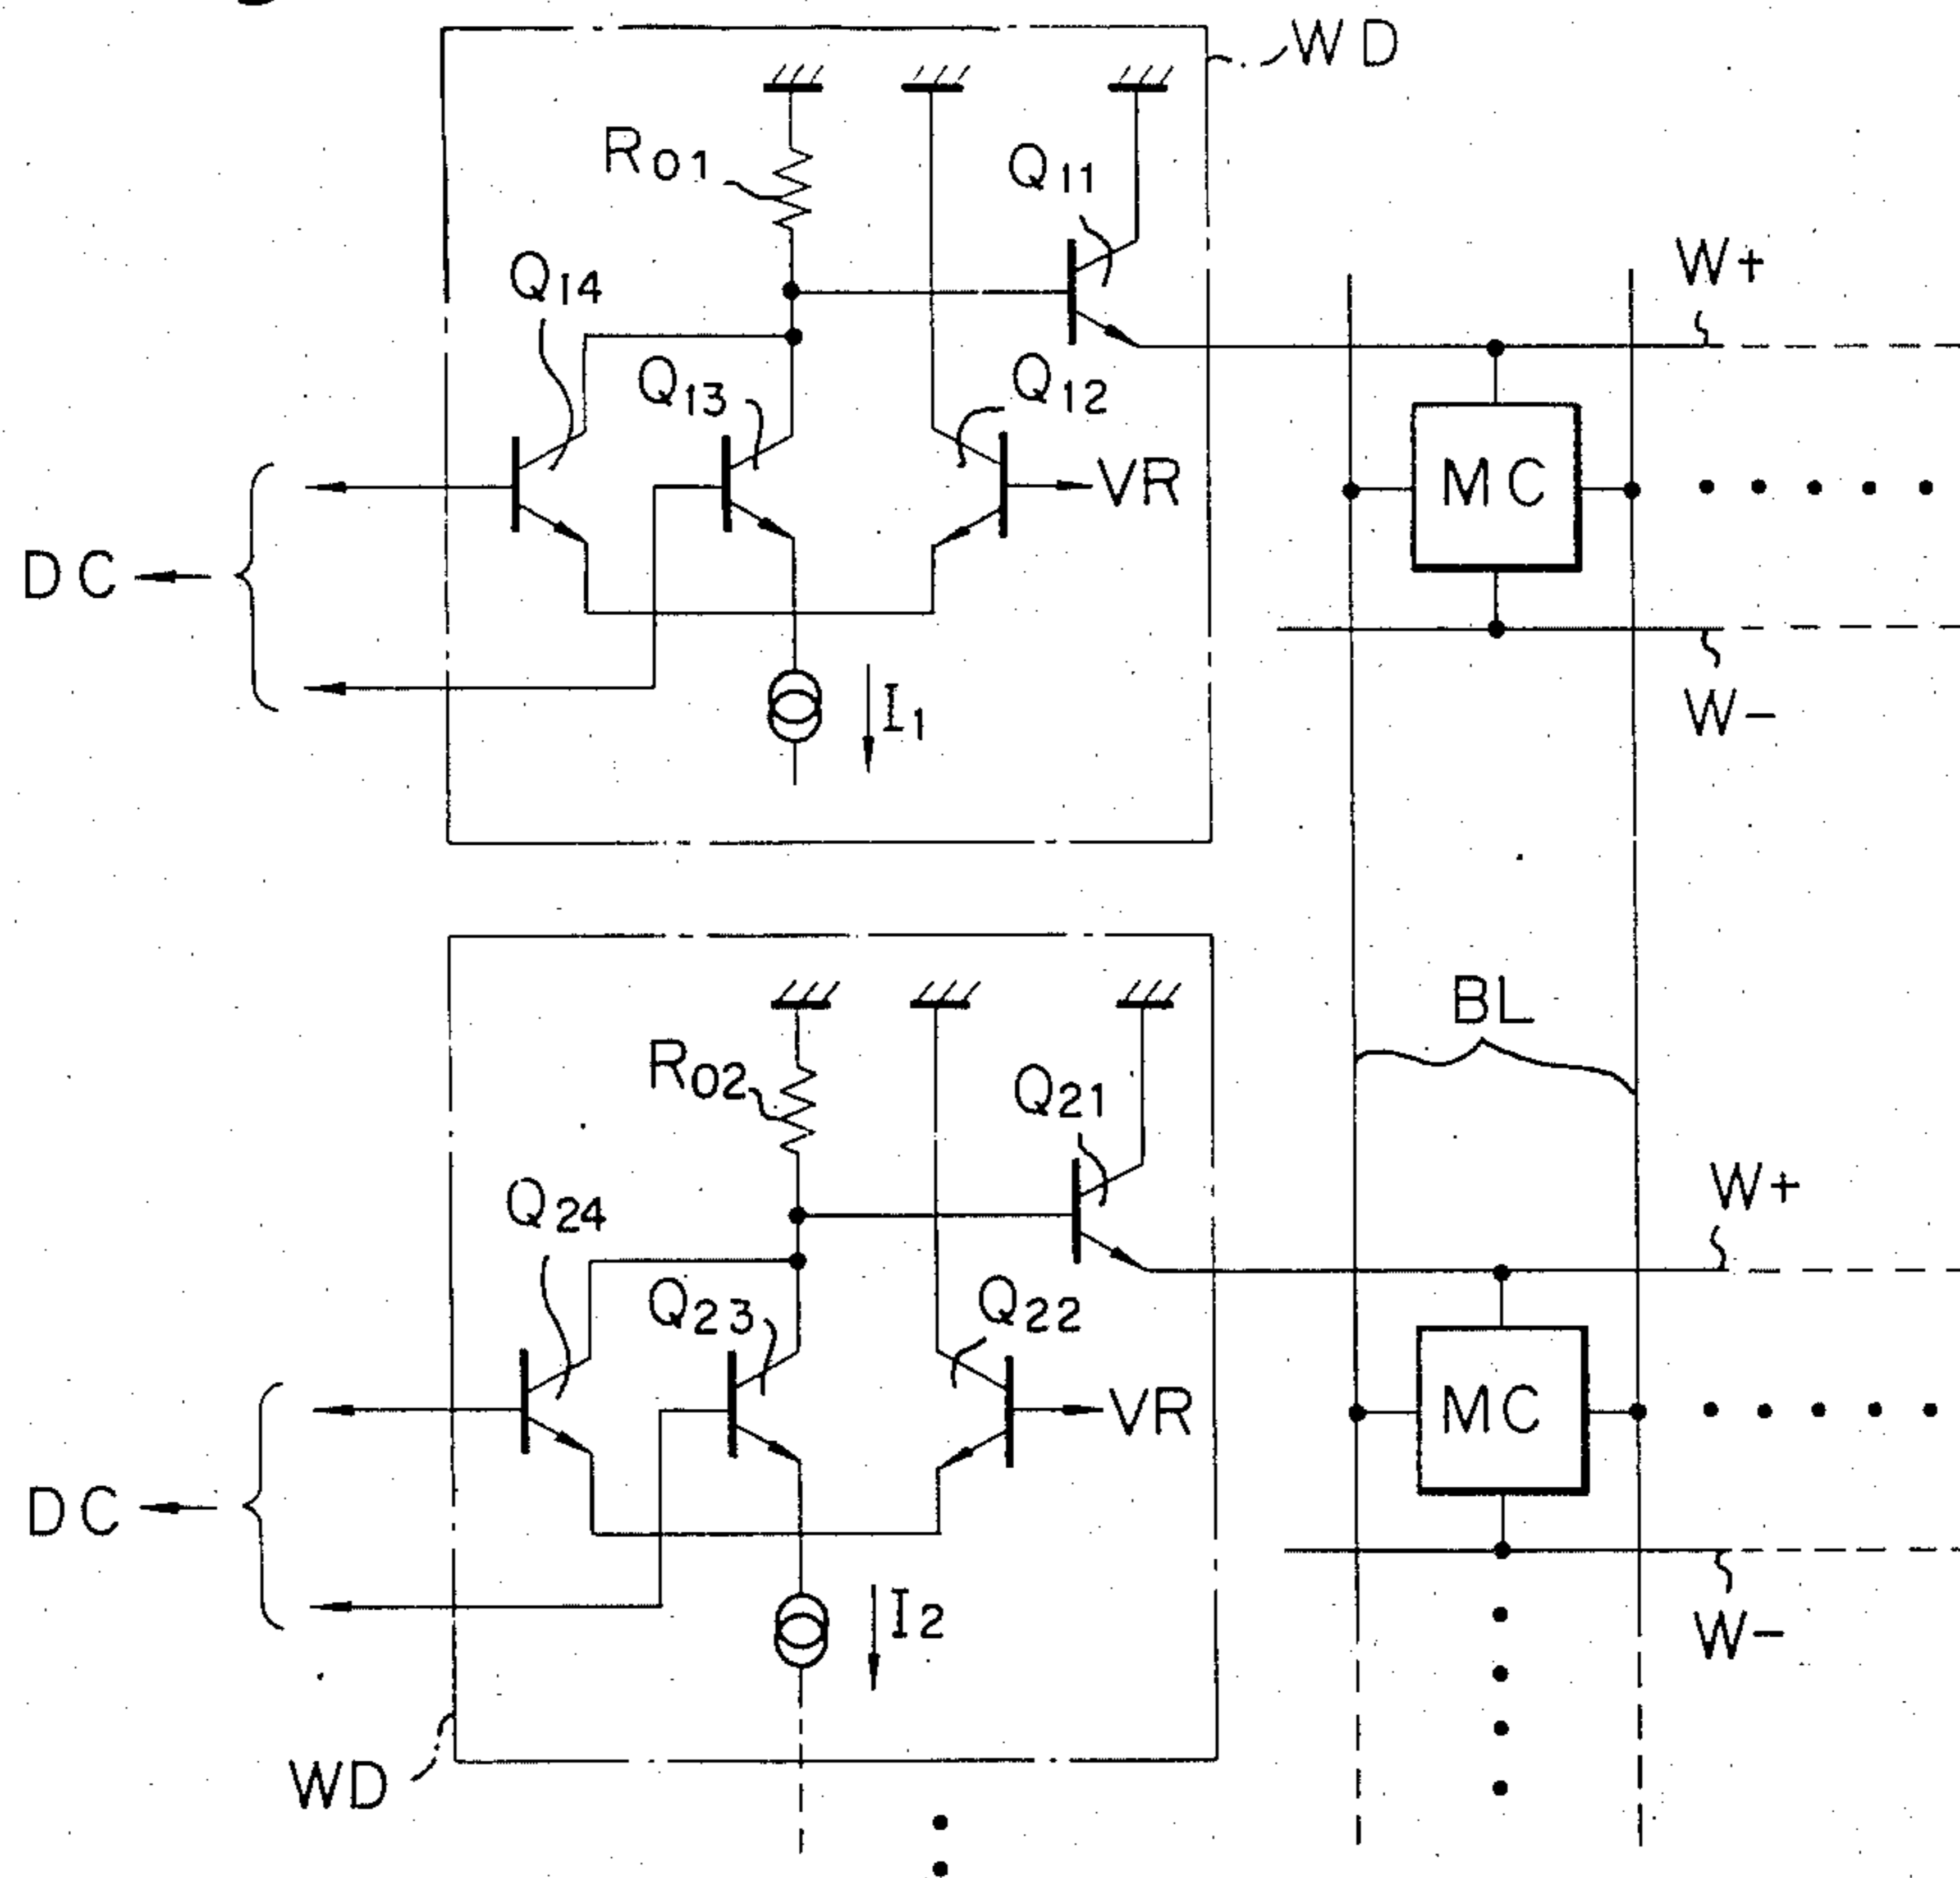 WD
R01
Q11
Q14
W+
Q13
Q12
VR
MC
DC
I1
W-
BL
R02
Q21
W+
Q24
Q23
Q22
VR
MC
DC
I2
W-
WD